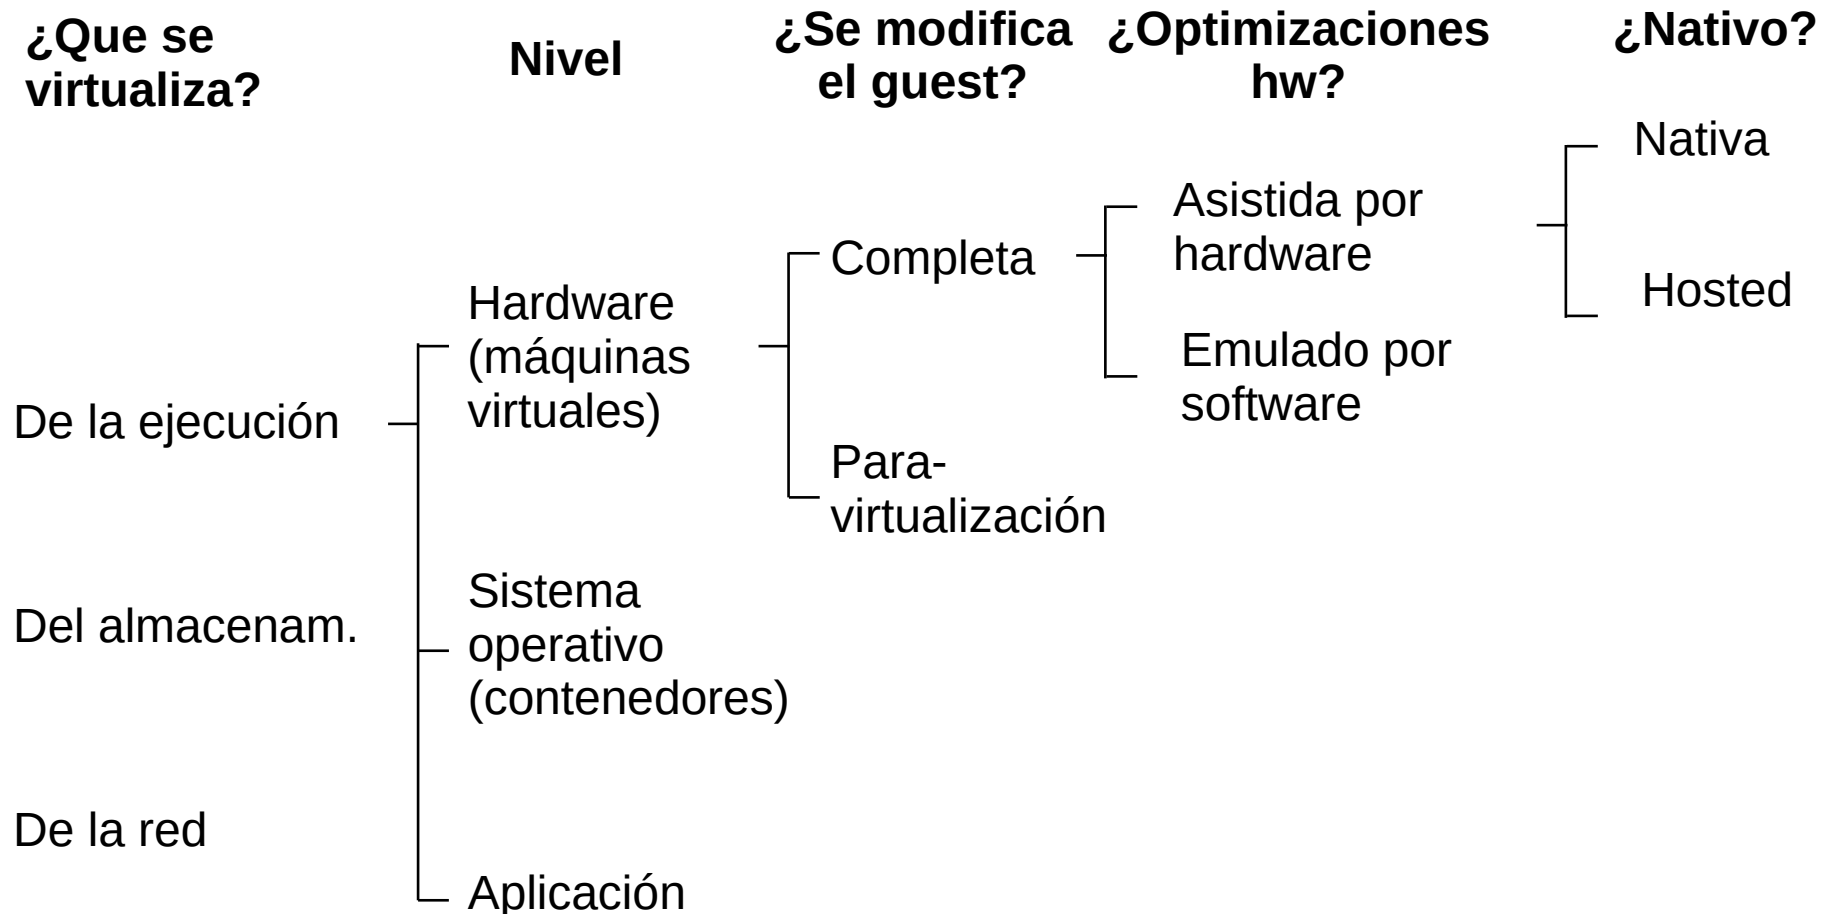 ¿Que se
virtualiza?
Nivel
¿Se modifica
el guest?
¿Optimizaciones
hw?
¿Nativo?
De la ejecución
Del almacenam.
De la red
Hardware
(máquinas
virtuales)
Sistema
operativo
(contenedores)
Aplicación
Completa
Para-
virtualización
Asistida por
hardware
Emulado por
software
Nativa
Hosted